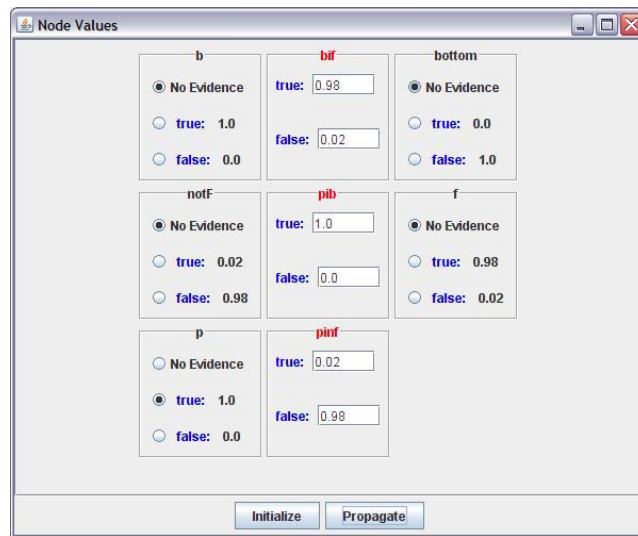 Node Values
b
No Evidence
true: 1.0
false: 0.0
bif
true: 0.98
false: 0.02
bottom
No Evidence
true: 0.0
false: 1.0
notF
No Evidence
true: 0.02
false: 0.98
pib
true: 1.0
false: 0.0
f
No Evidence
true: 0.98
false: 0.02
p
No Evidence
true: 1.0
false: 0.0
pinf
true: 0.02
false: 0.98
Initialize Propagate